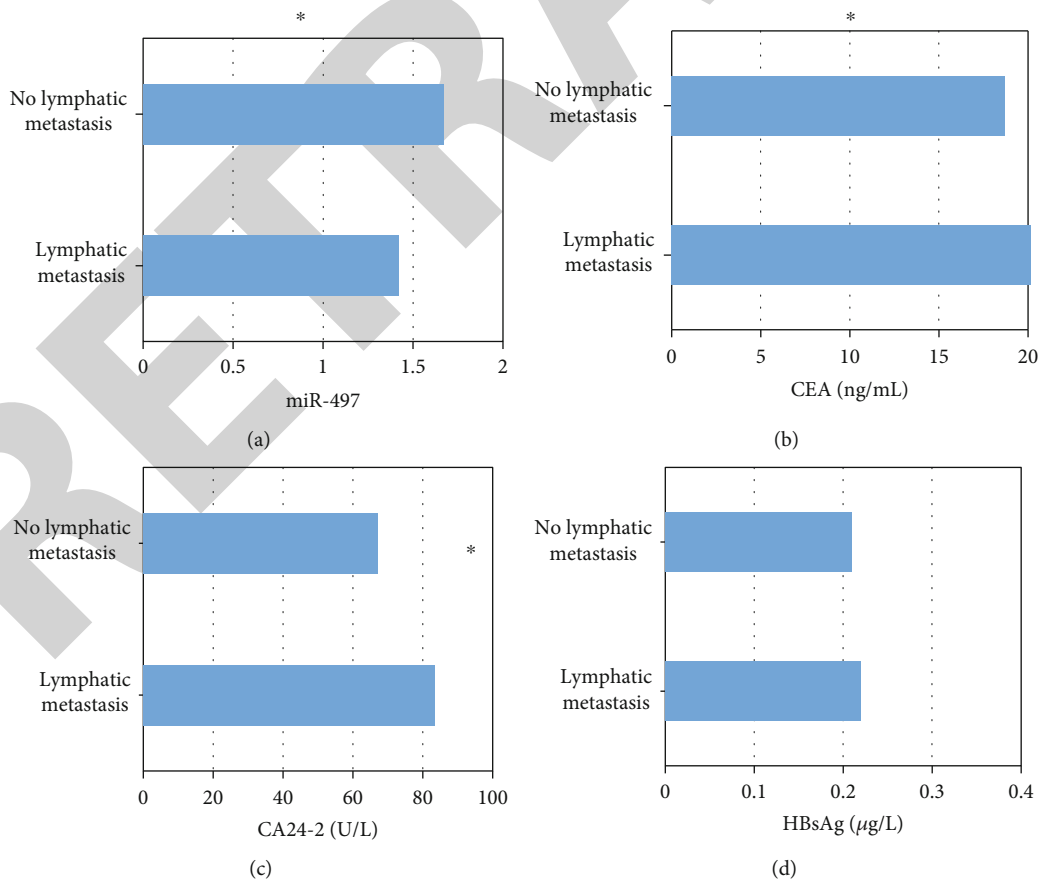 *
No lymphatic
metastasis
Lymphatic
metastasis
0
0.5
1
1.5
2
miR-497
(a)
*
No lymphatic
metastasis
Lymphatic
metastasis
0
5
10
15
20
CEA (ng/mL)
(b)
No lymphatic
metastasis
*
Lymphatic
metastasis
0
20
40
60
80
100
CA24-2 (U/L)
(c)
No lymphatic
metastasis
Lymphatic
metastasis
0
0.1
0.2
0.3
0.4
HBsAg (μg/L)
(d)
RETRA